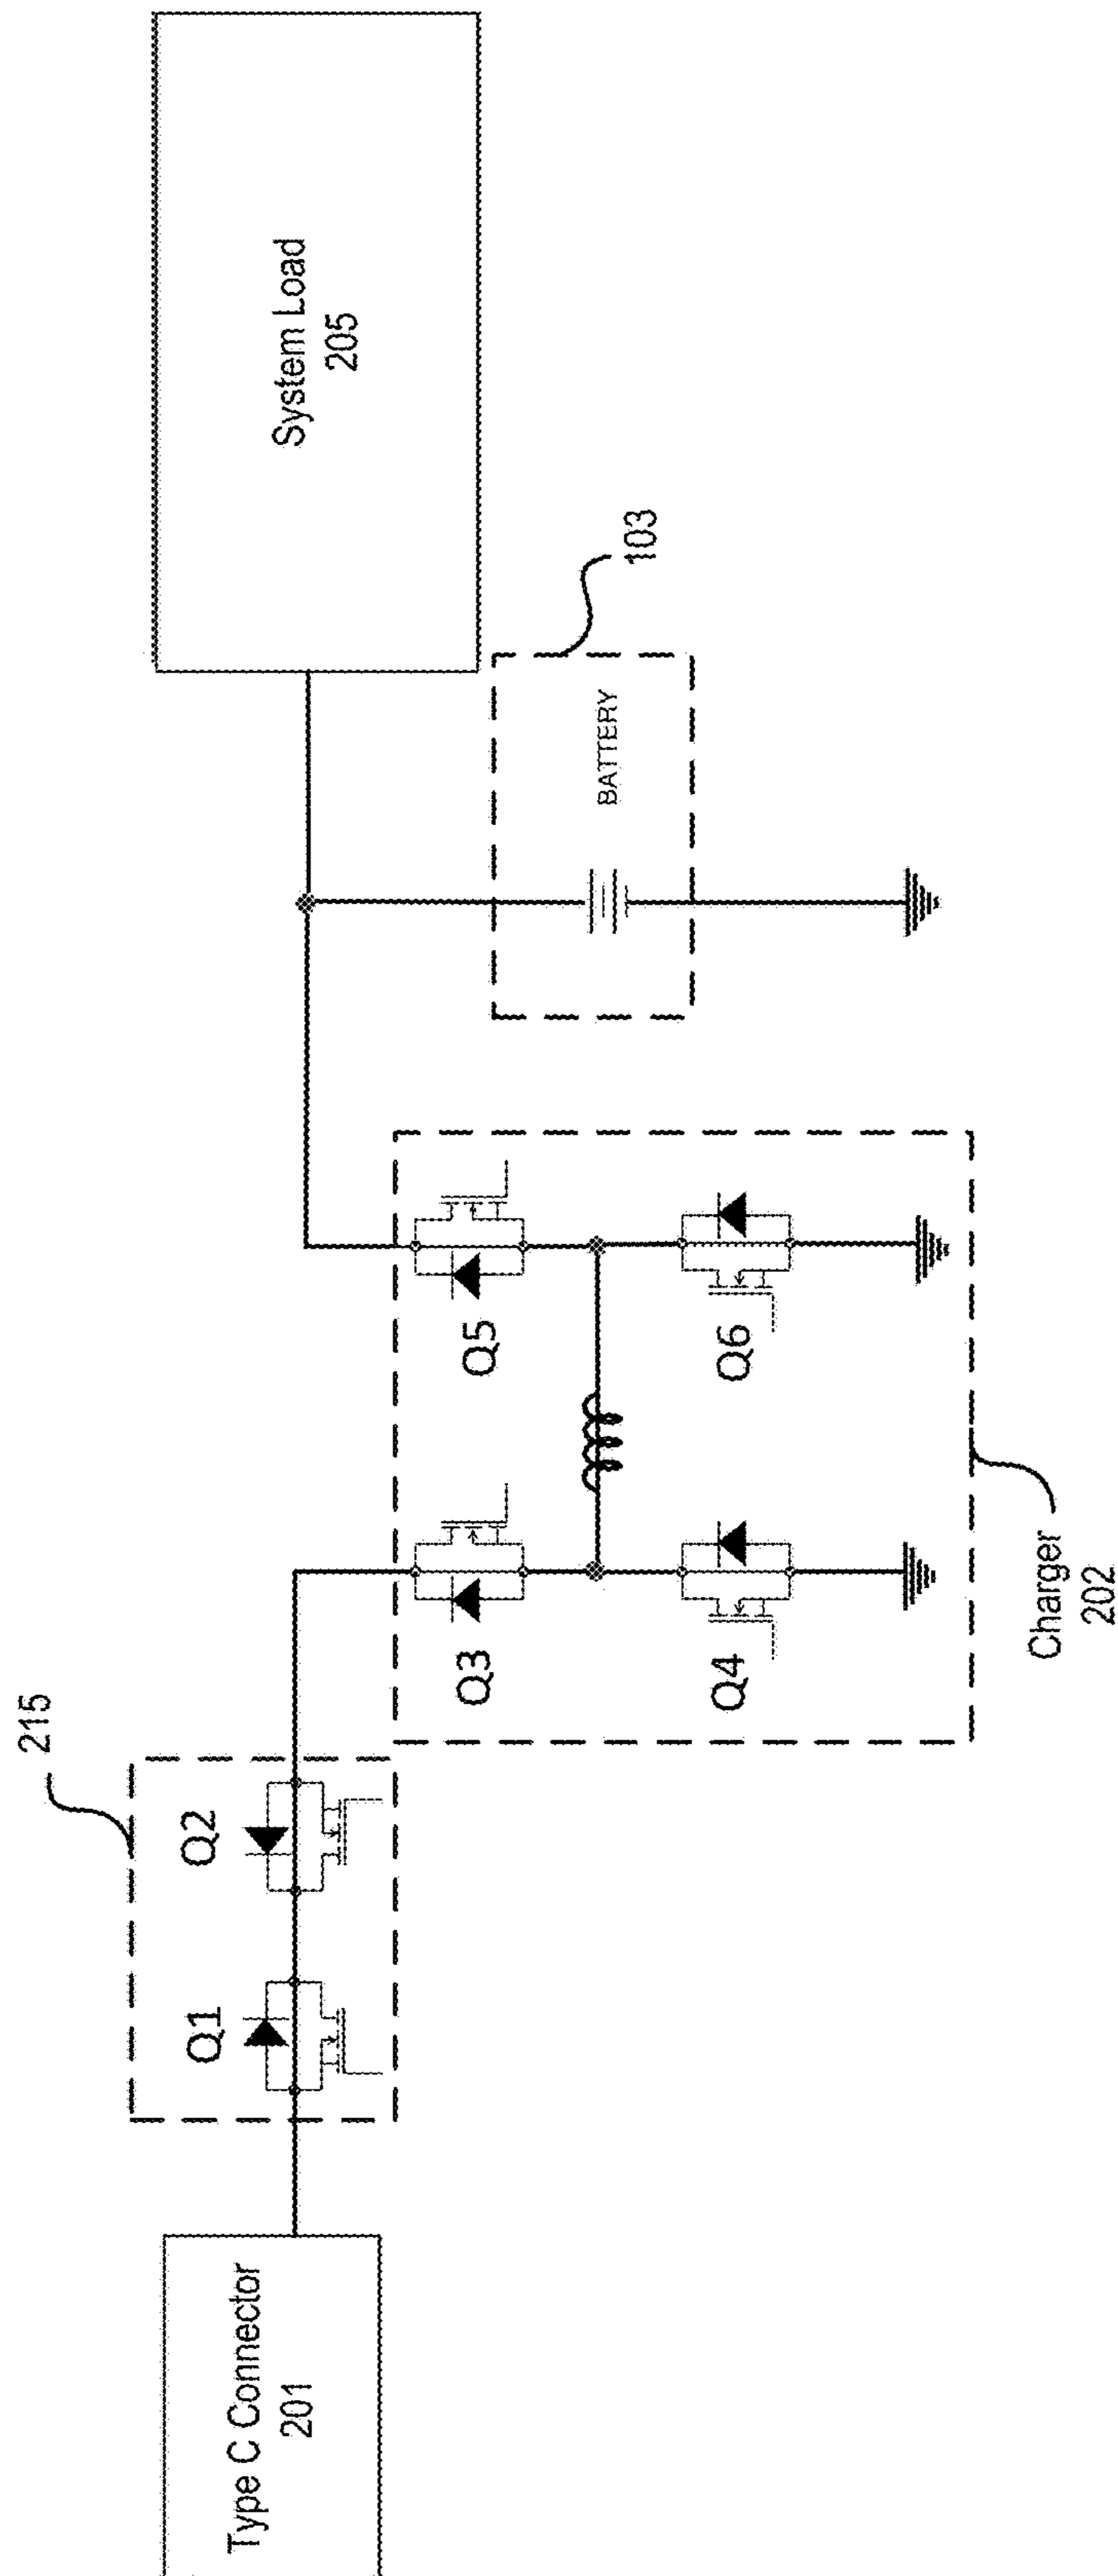 Type C Connector
201
215
Q1
Q2
Q3
Q4
Q5
Q6
Charger
202
BATTERY
103
System Load
205